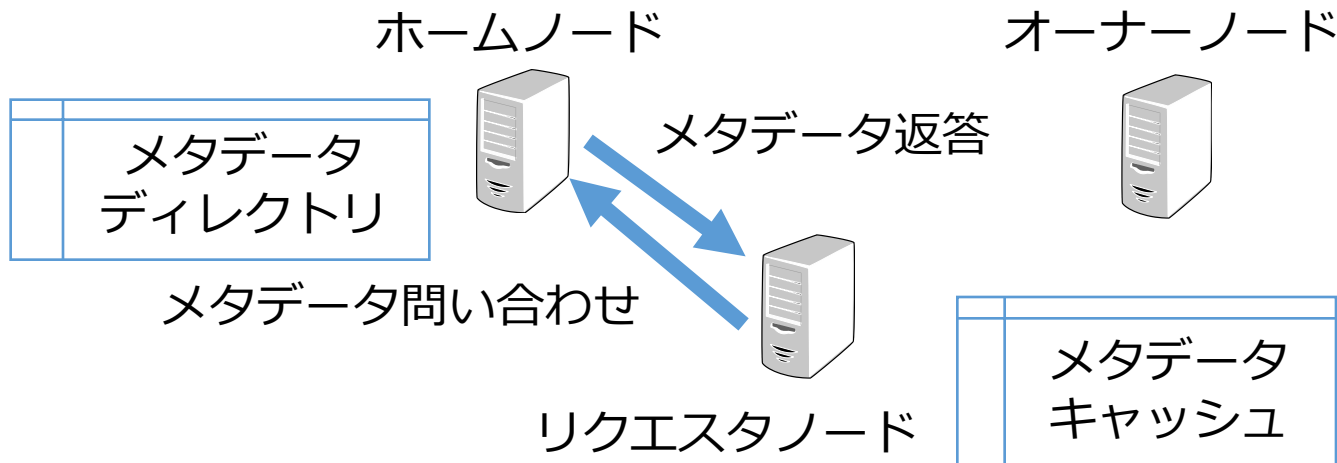 ホームノード
オーナーノード
メタデータ
ディレクトリ
メタデータ返答
メタデータ問い合わせ
リクエスタノード
メタデータ
キャッシュ